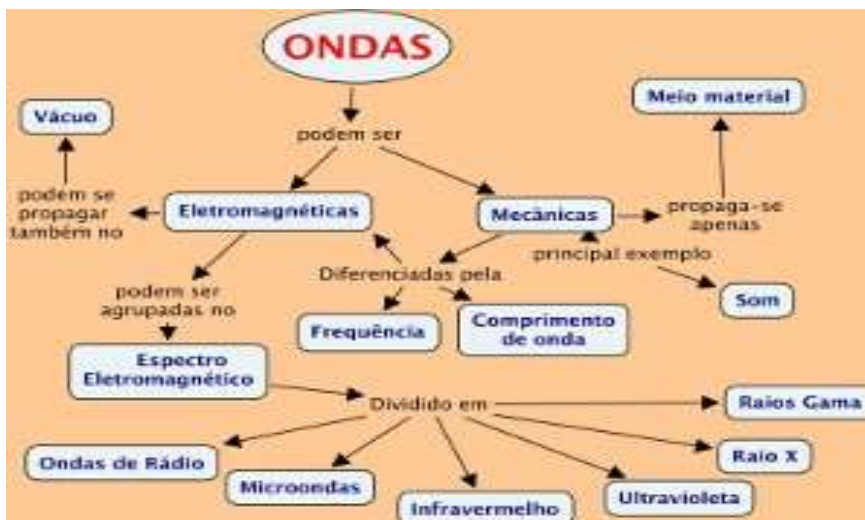 ONDAS
podem ser
Meio material
Vácuo
podem se
propagar
também no
Eletromagnéticas
Mecânicas
propaga-se
apenas
principal exemplo
Som
Diferenciadas pela
podem ser
agrupadas no
Frequência
Comprimento
de onda
Espectro
Eletromagnético
Dividido em
Raios Gama
Raio X
Ondas de Rádio
Microondas
Infravermelho
Ultravioleta